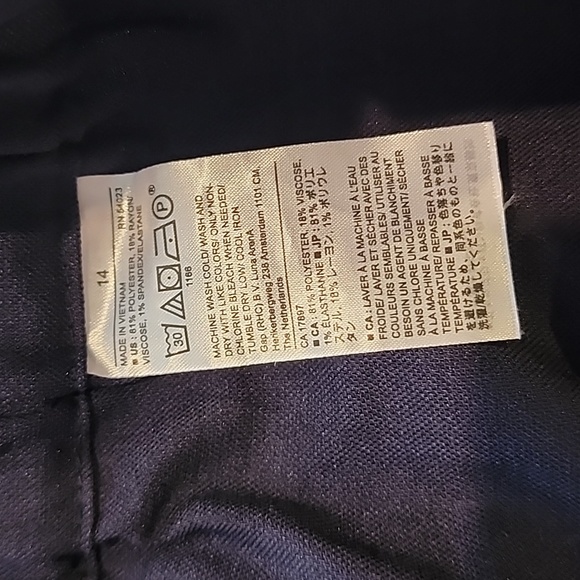 14
RN 54023
MADE IN VIETNAM
■ US: 81% POLYESTER, 18% RAYON/
VISCOSE, 1% SPANDEX/ELASTANE
30
P
®
1166
MACHINE WASH COLD/ WASH AND
DRY WITH LIKE COLORS/ ONLY NON.
CHLORINE BLEACH WHEN NEEDED/
TUMBLE DRY LOW/ COOL IRON
Gap (RHC) B.V. Luna ArenA
Herikerbergweg 238 Amsterdam 1101 CM,
The Netherlands
CA 17897
■ CA: 81% POLYESTER, 18% VISCOSE,
1% ÉLASTHANNE ■ JP: 81% ポリエ
ステル, 18% レーヨン, 1% ポリウレ
タン
■ CA: LAVER À LA MACHINE À L'EAU
FROIDE/ LAVER ET SÉCHER AVEC DES
COULEURS SEMBLABLES/ UTILISER AU
BESOIN UN AGENT DE BLANCHIMENT
SANS CHLORE UNIQUEMENT/ SÉCHER
À LA MACHINE À BASSE
TEMPÉRATURE/ REPASSER À BASSE
TEMPÉRATURE ■ JP: 色落ちや色移り
を避けるため、同系色のものと一緒に
洗濯/乾燥してください。